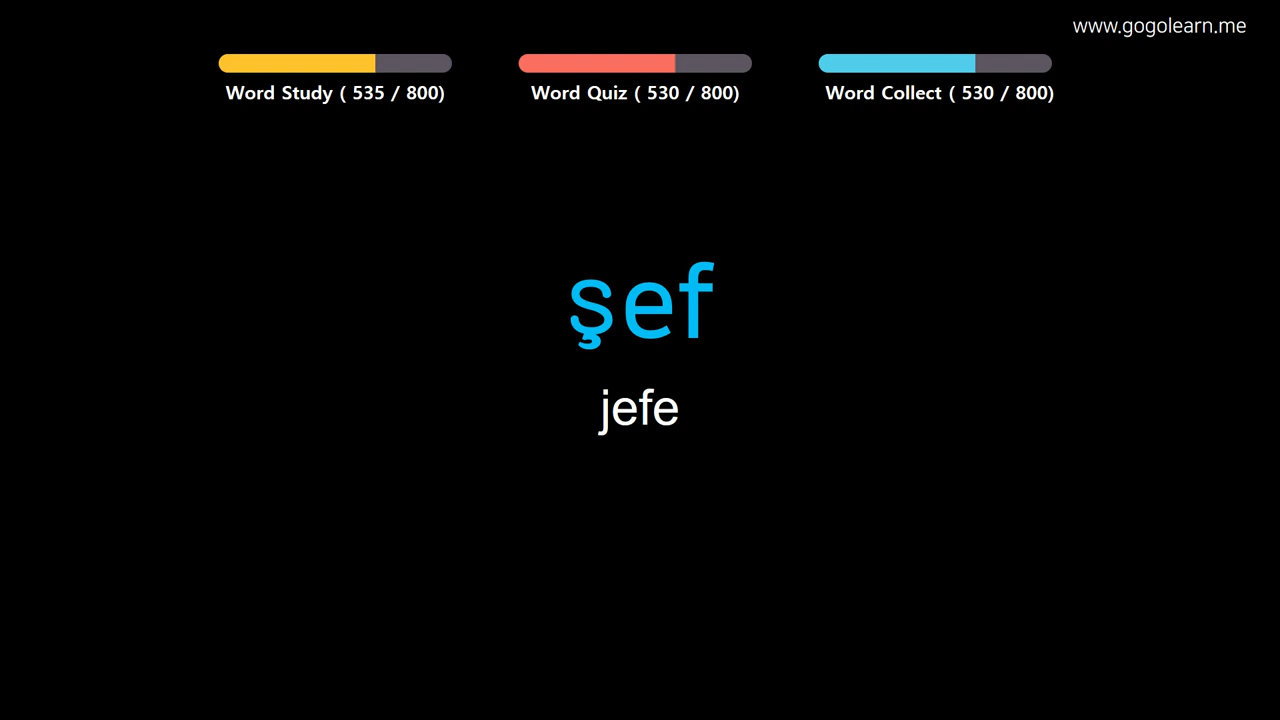 www.gogolearn.me
Word Study ( 535 / 800)
Word Quiz ( 530 / 800)
Word Collect ( 530 / 800)
şef
jefe